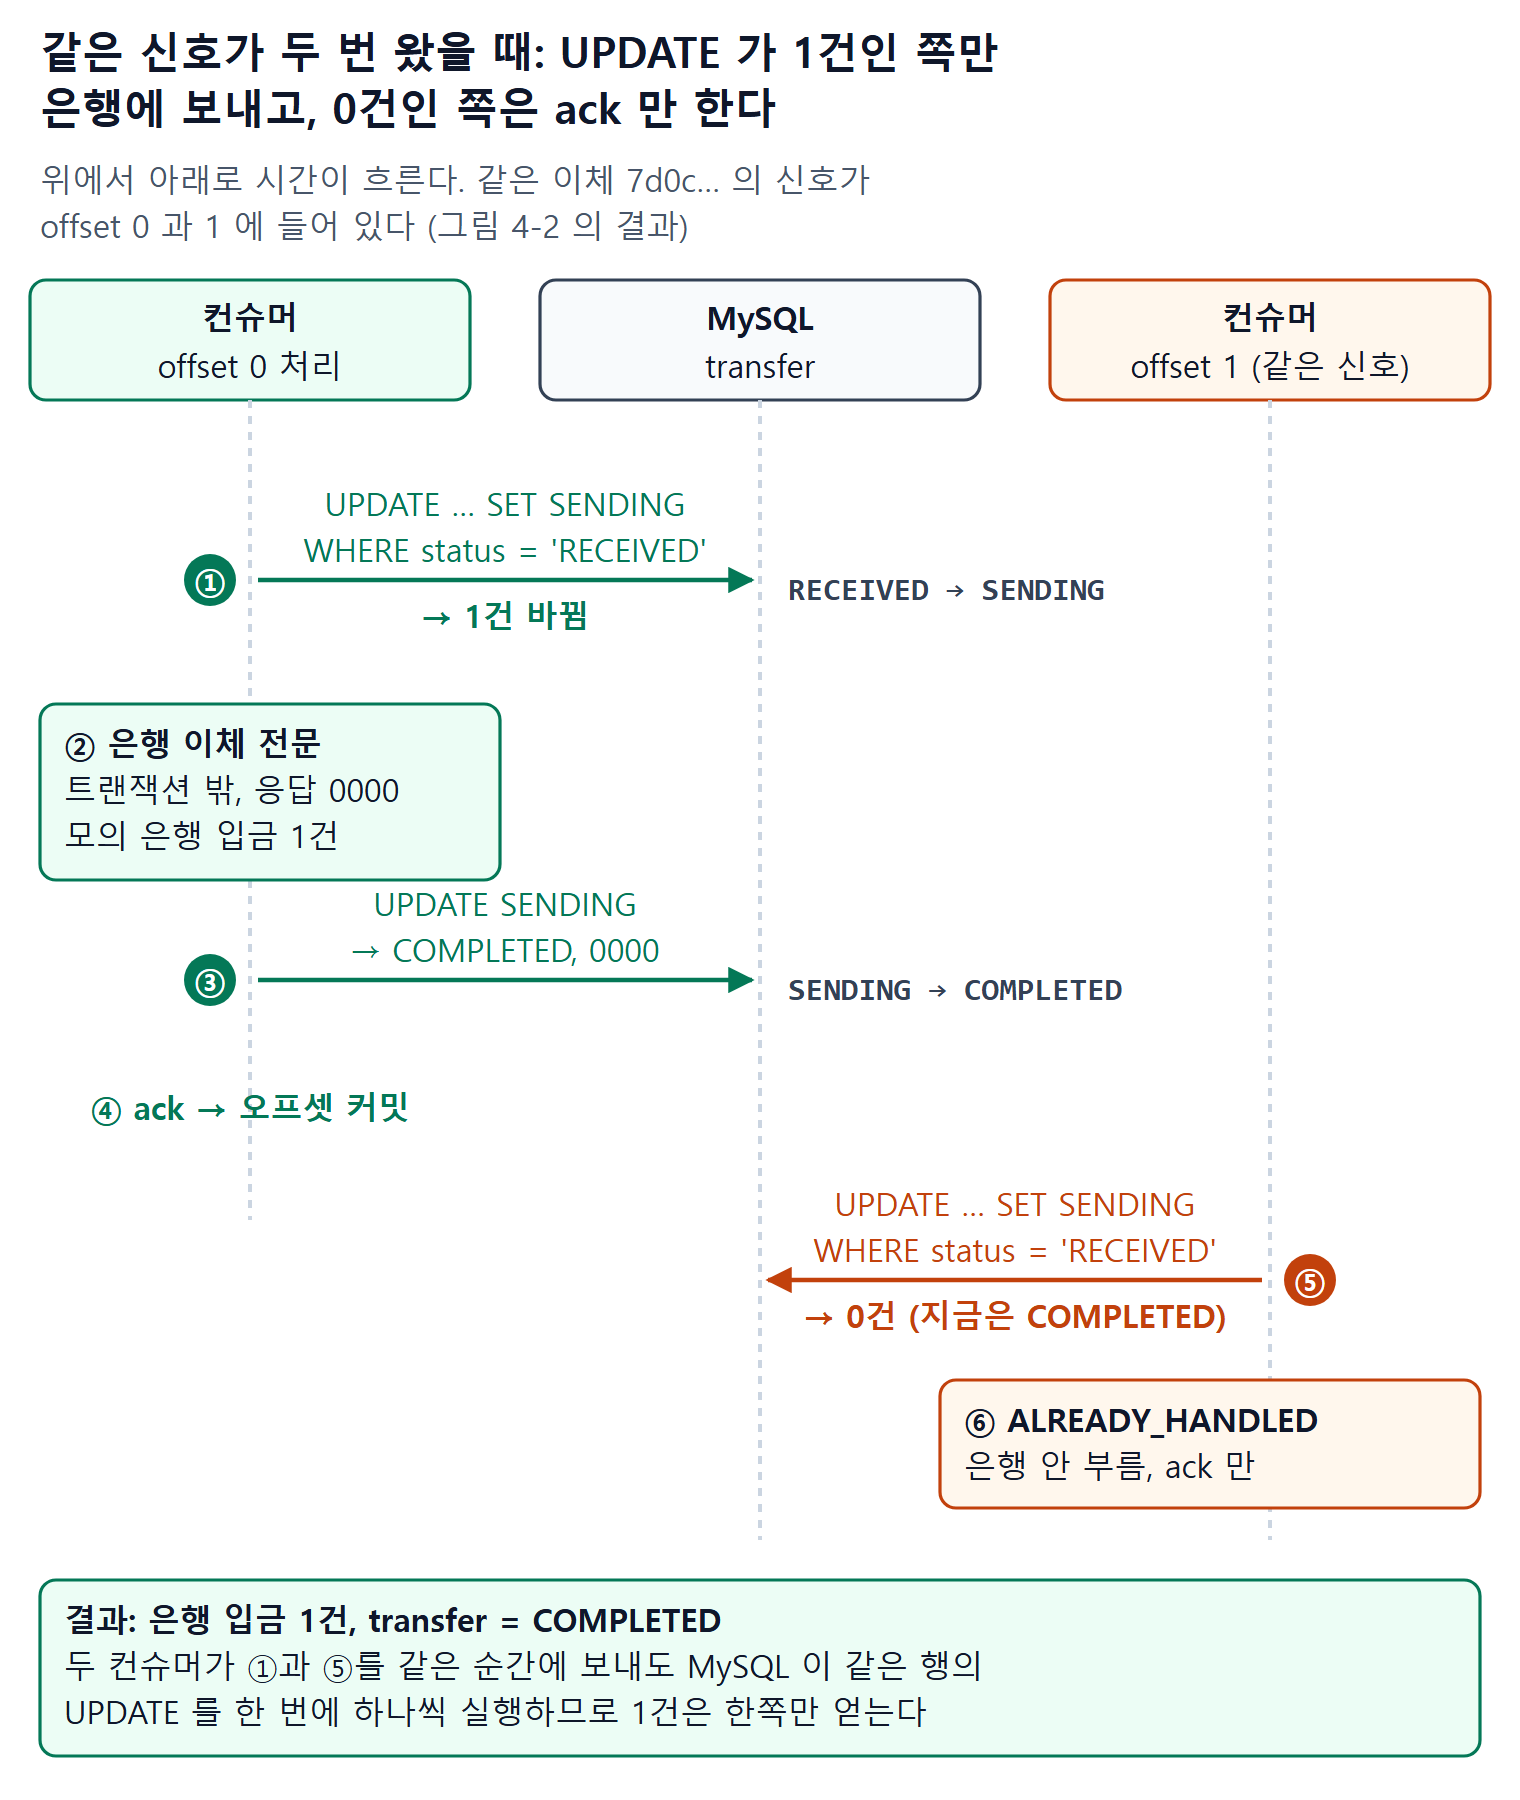 같은 신호가 두 번 왔을 때: UPDATE 가 1건인 쪽만
은행에 보내고, 0건인 쪽은 ack 만 한다
위에서 아래로 시간이 흐른다. 같은 이체 7d0c... 의 신호가
offset 0 과 1 에 들어 있다 (그림 4-2 의 결과)
컨슈머
offset 0 처리
MySQL
transfer
컨슈머
offset 1 (같은 신호)
UPDATE ... SET SENDING
WHERE status = 'RECEIVED'
①
→ 1건 바뀜
RECEIVED → SENDING
② 은행 이체 전문
트랜잭션 밖, 응답 0000
모의 은행 입금 1건
UPDATE SENDING
→ COMPLETED, 0000
③
SENDING → COMPLETED
④ ack → 오프셋 커밋
UPDATE ... SET SENDING
WHERE status = 'RECEIVED'
⑤
→ 0건 (지금은 COMPLETED)
⑥ ALREADY_HANDLED
은행 안 부름, ack 만
결과: 은행 입금 1건, transfer = COMPLETED
두 컨슈머가 ①과 ⑤를 같은 순간에 보내도 MySQL 이 같은 행의
UPDATE 를 한 번에 하나씩 실행하므로 1건은 한쪽만 얻는다